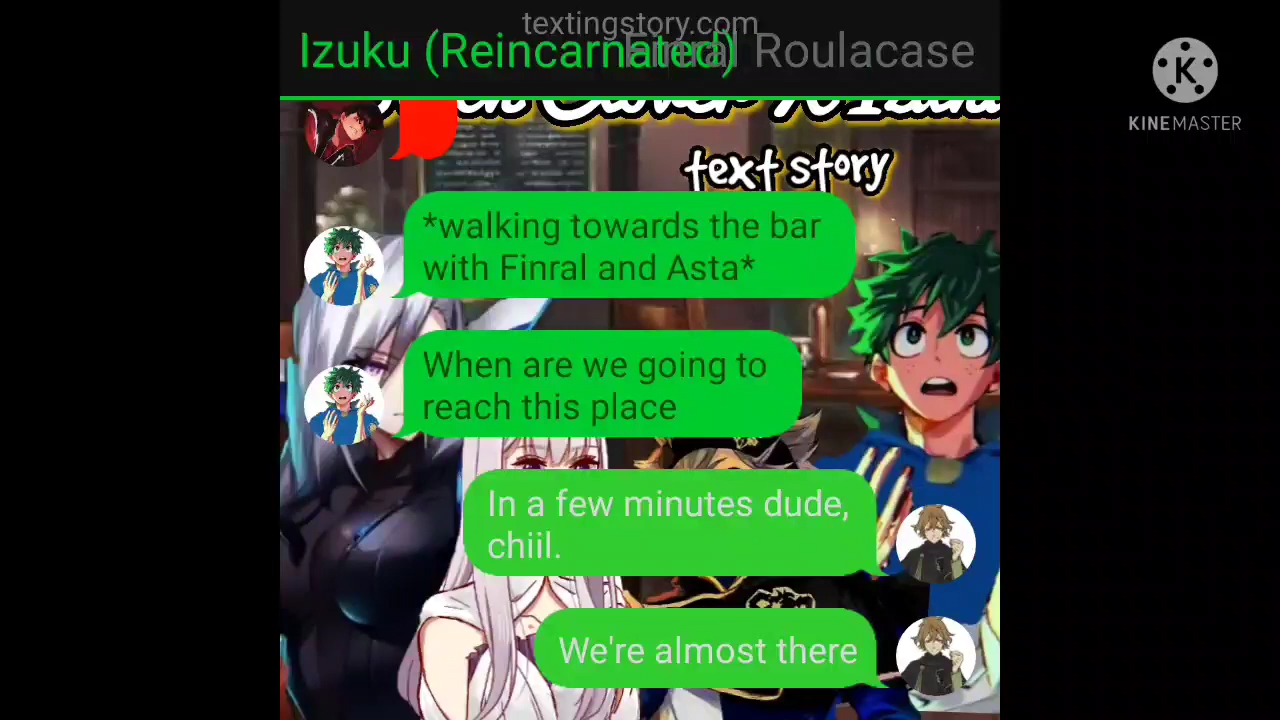 textingstory.com
Izuku (Reincarnated)
Finral Roulacase
K
KINEMASTER
text story
*walking towards the bar
with Finral and Asta*
When are we going to
reach this place
In a few minutes dude,
chiil.
We're almost there